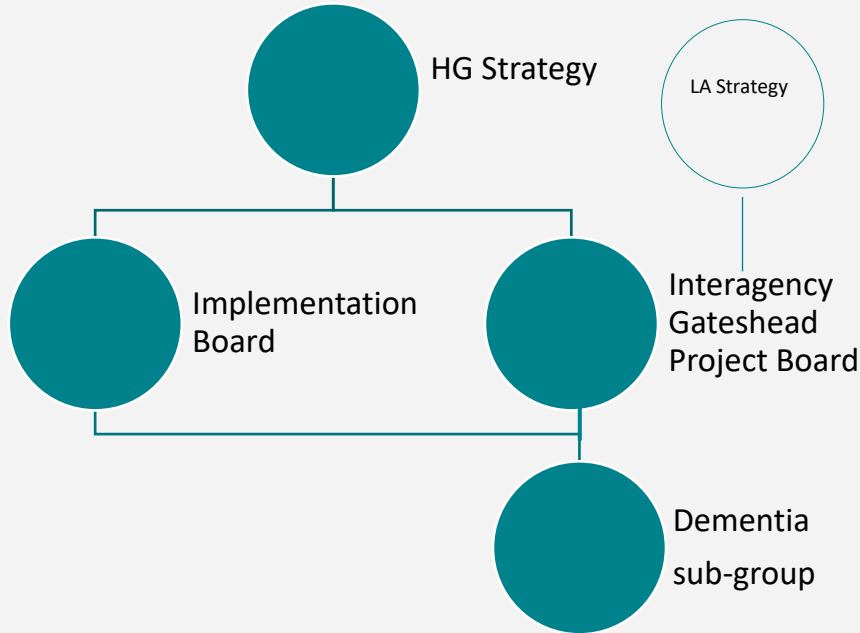 HG Strategy
LA Strategy
Implementation
Board
Interagency
Gateshead
Project Board
Dementia
sub-group